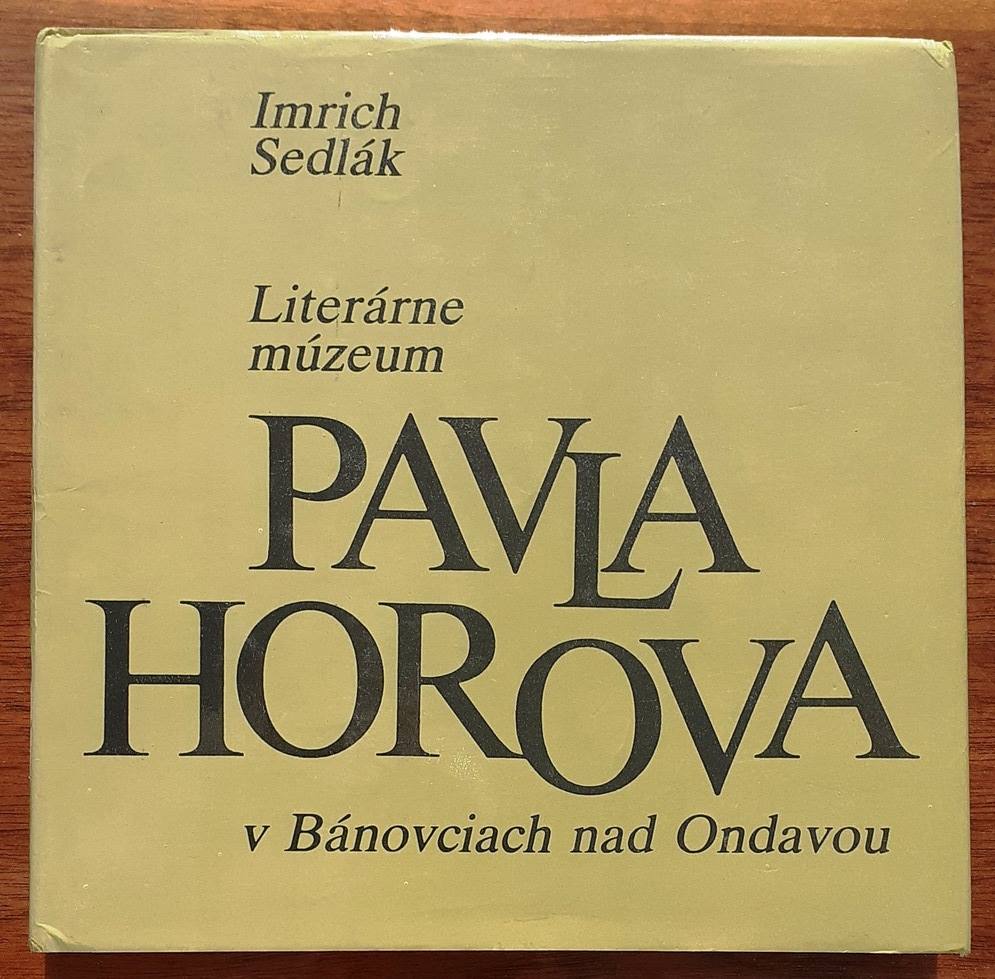 Imrich
Sedlák
Literárne
múzeum
PAVLA
HOROVA
v Bánovciach nad Ondavou